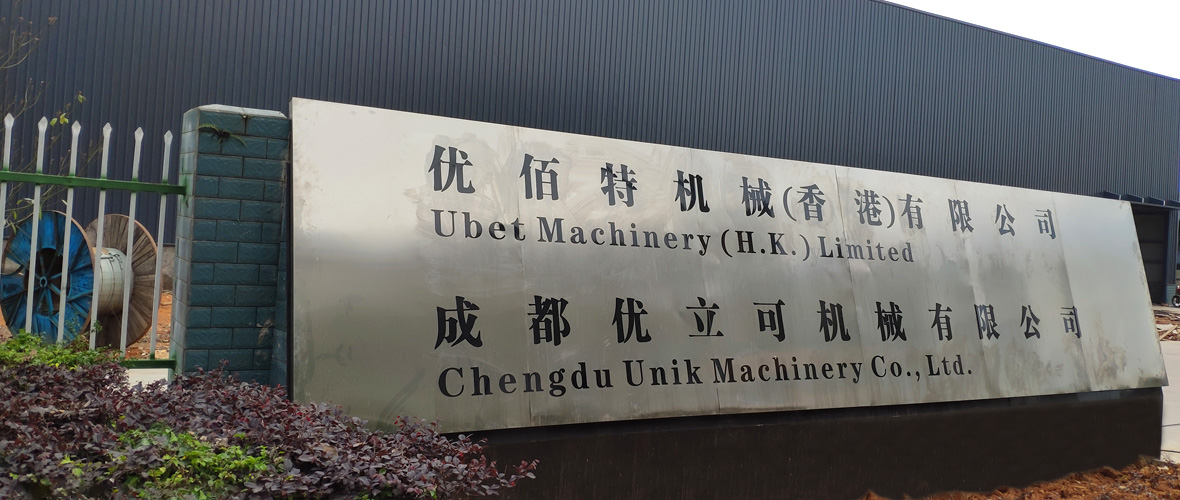 优佰特机械(香港)有限公司
Ubet Machinery (H.K.) Limited
成都优立可机械有限公司
Chengdu Unik Machinery Co., Ltd.